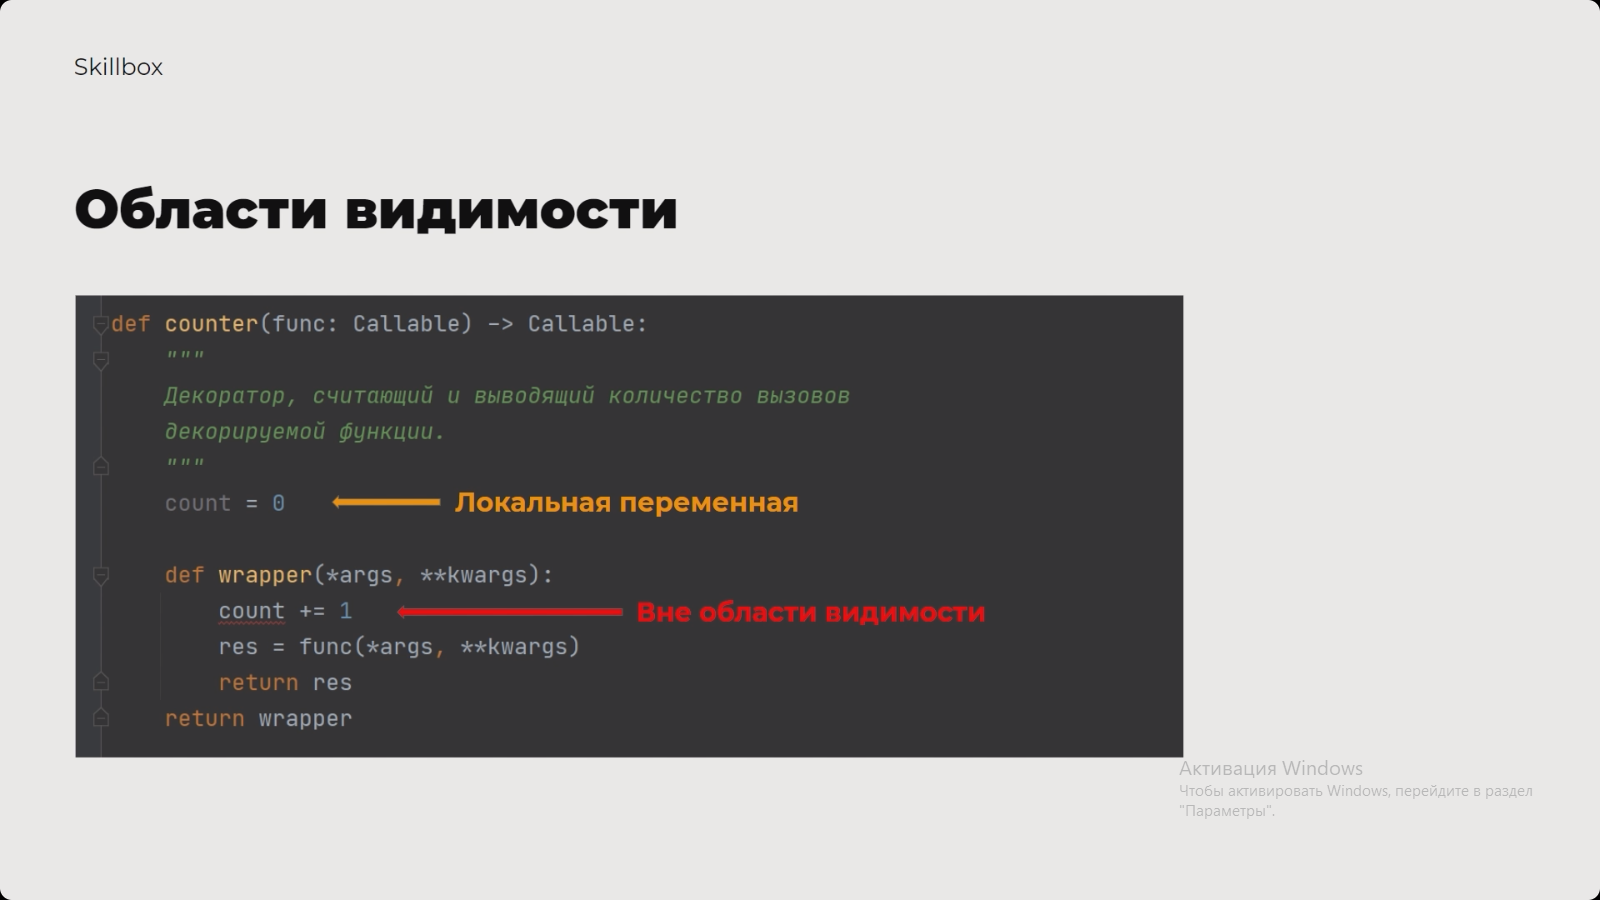 Skillbox
Области видимости
def counter(func: Callable) -> Callable:
"""
Декоратор, считающий и выводящий количество вызовов
декорируемой функции.
"""
count = 0 Локальная переменная
def wrapper(*args, **kwargs):
count += 1 Вне области видимости
res = func(*args, **kwargs)
return res
return wrapper
Активация Windows
Чтобы активировать Windows, перейдите в раздел
"Параметры".